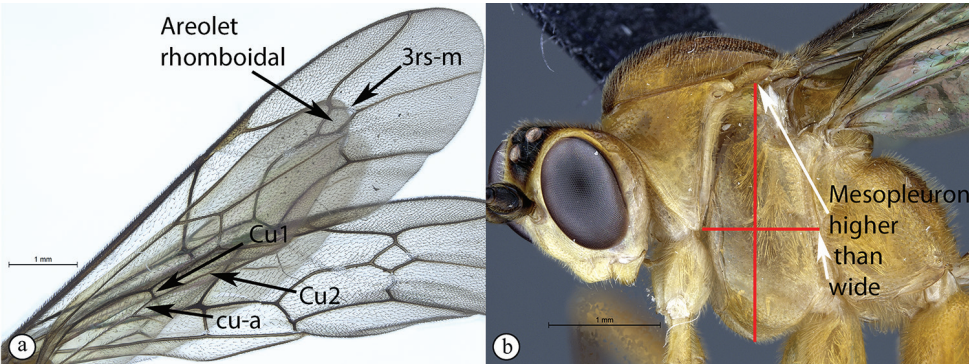 Areolet
rhomboidal
3rs-m
1 mm
Cu1
Cu2
cu-a
a
Mesopleuron
higher
than
wide
1 mm
b